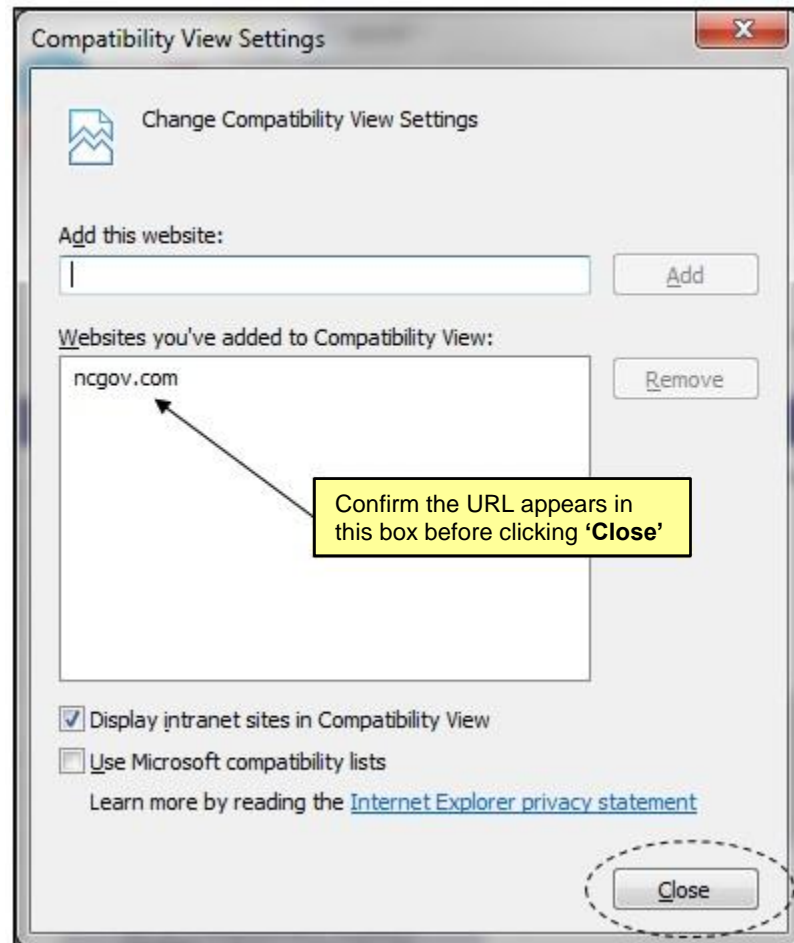 Compatibility View Settings
Change Compatibility View Settings
Add this website:
Add
Websites you've added to Compatibility View:
ncgov.com
Remove
Confirm the URL appears in
this box before clicking ‘Close’
Display intranet sites in Compatibility View
Use Microsoft compatibility lists
Learn more by reading the Internet Explorer privacy statement
Close